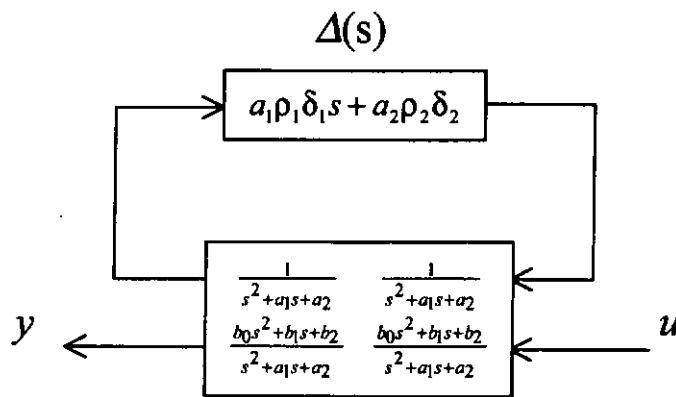 Δ(s)
a₁ρ₁δ₁s + a₂ρ₂δ₂
1/(s²+a₁s+a₂) 1/(s²+a₁s+a₂)
(b₀s²+b₁s+b₂)/(s²+a₁s+a₂) (b₀s²+b₁s+b₂)/(s²+a₁s+a₂)
y
u